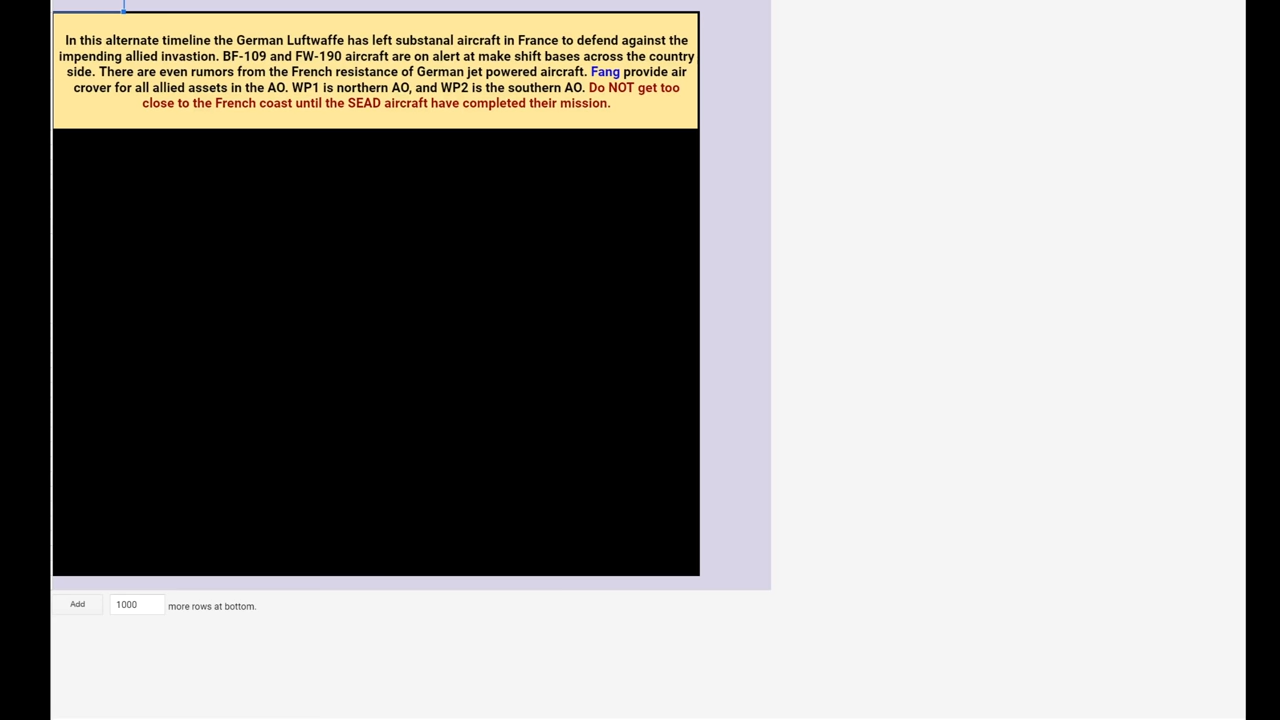 In this alternate timeline the German Luftwaffe has left substanal aircraft in France to defend against the
impending allied invastion. BF-109 and FW-190 aircraft are on alert at make shift bases across the country
side. There are even rumors from the French resistance of German jet powered aircraft. Fang provide air
crover for all allied assets in the AO. WP1 is northern AO, and WP2 is the southern AO. Do NOT get too
close to the French coast until the SEAD aircraft have completed their mission.
Add 1000 more rows at bottom.